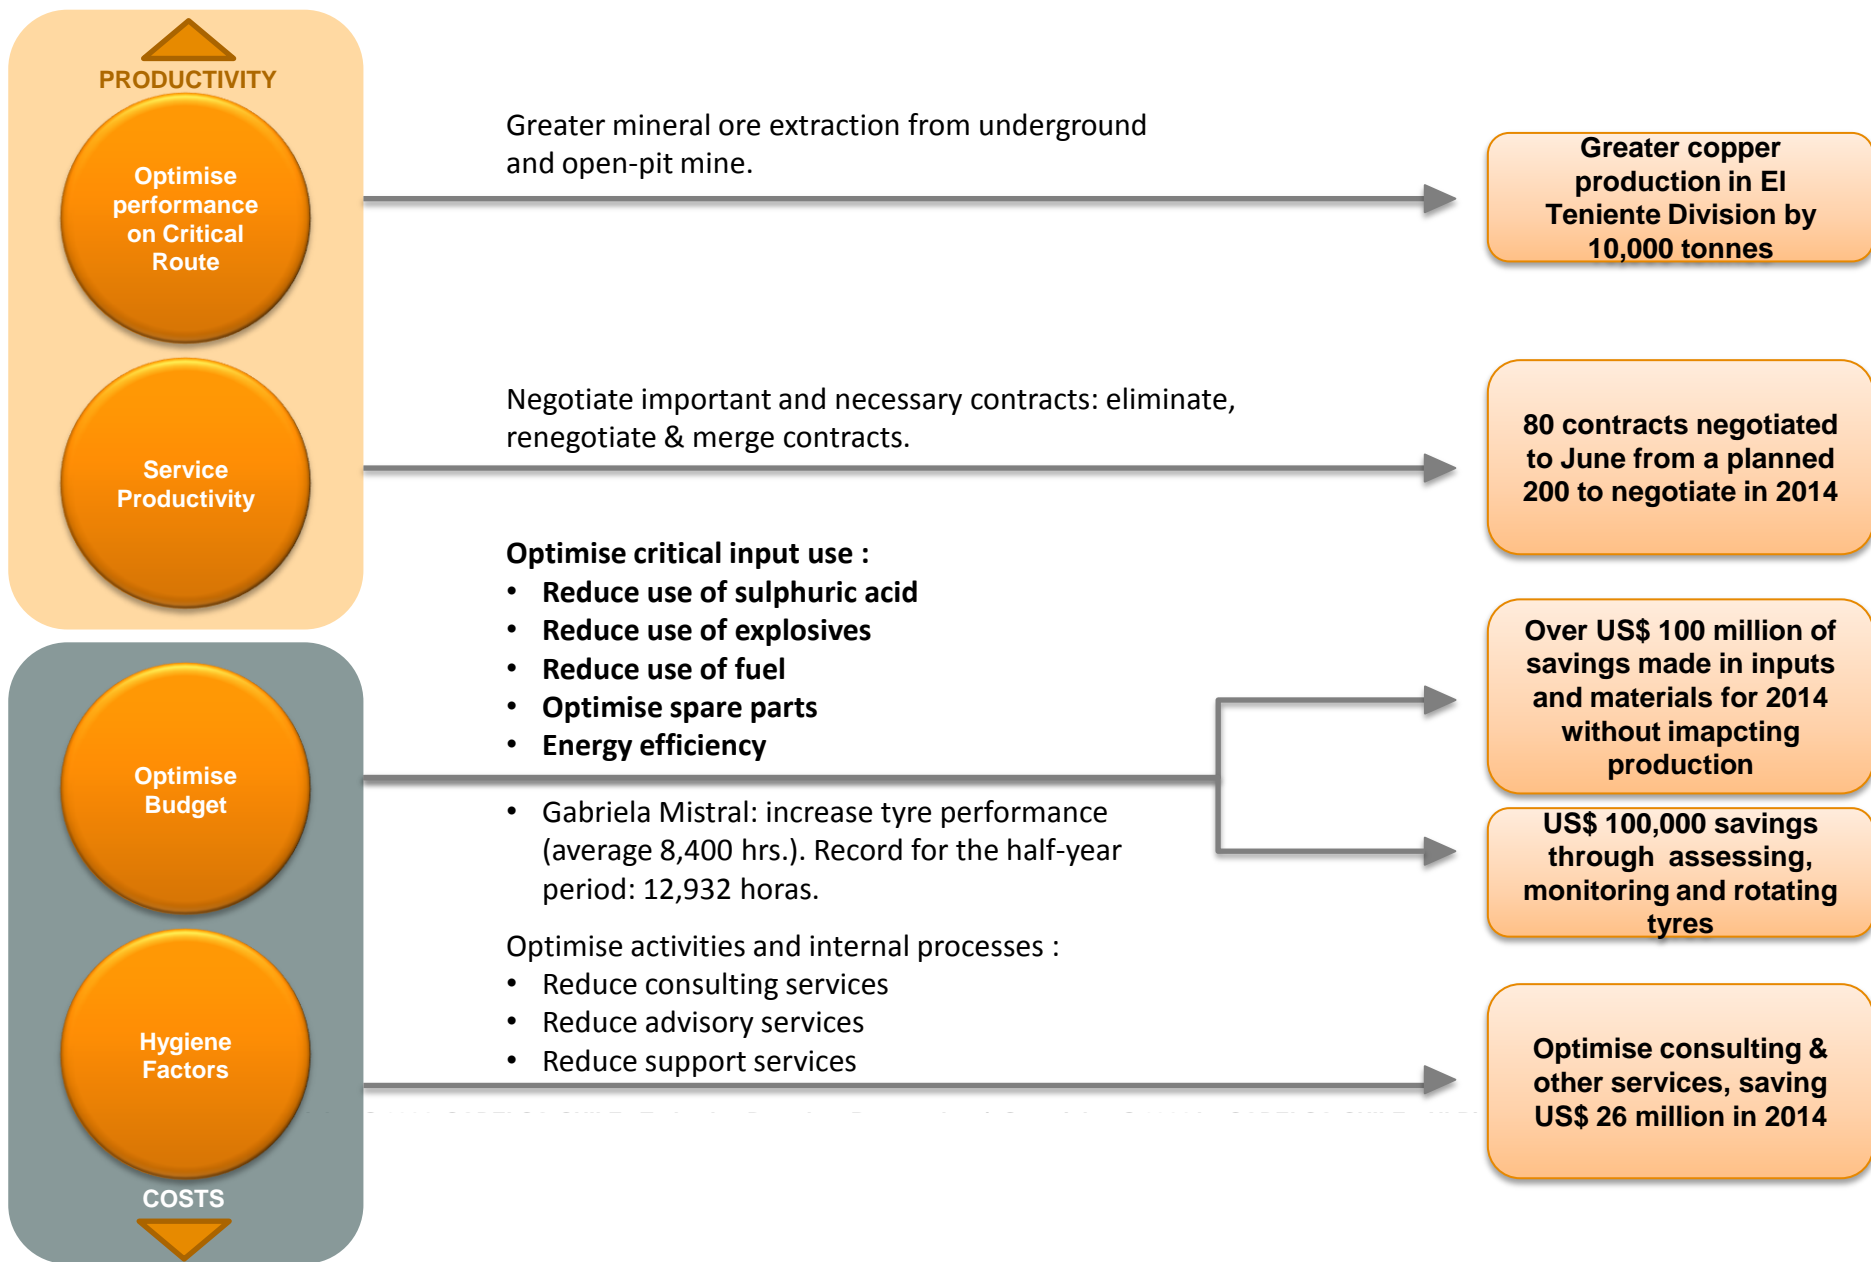 PRODUCTIVITY
Optimise
performance
on Critical
Route
Greater mineral ore extraction from underground
and open-pit mine.
Greater copper
production in El
Teniente Division by
10,000 tonnes
Service
Productivity
Negotiate important and necessary contracts: eliminate,
renegotiate & merge contracts.
80 contracts negotiated
to June from a planned
200 to negotiate in 2014
Optimise
Budget
Optimise critical input use :
• Reduce use of sulphuric acid
• Reduce use of explosives
• Reduce use of fuel
• Optimise spare parts
• Energy efficiency
• Gabriela Mistral: increase tyre performance
(average 8,400 hrs.). Record for the half-year
period: 12,932 horas.
Over US$ 100 million of
savings made in inputs
and materials for 2014
without imapcting
production
US$ 100,000 savings
through assessing,
monitoring and rotating
tyres
Hygiene
Factors
Optimise activities and internal processes :
• Reduce consulting services
• Reduce advisory services
• Reduce support services
Optimise consulting &
other services, saving
US$ 26 million in 2014
COSTS